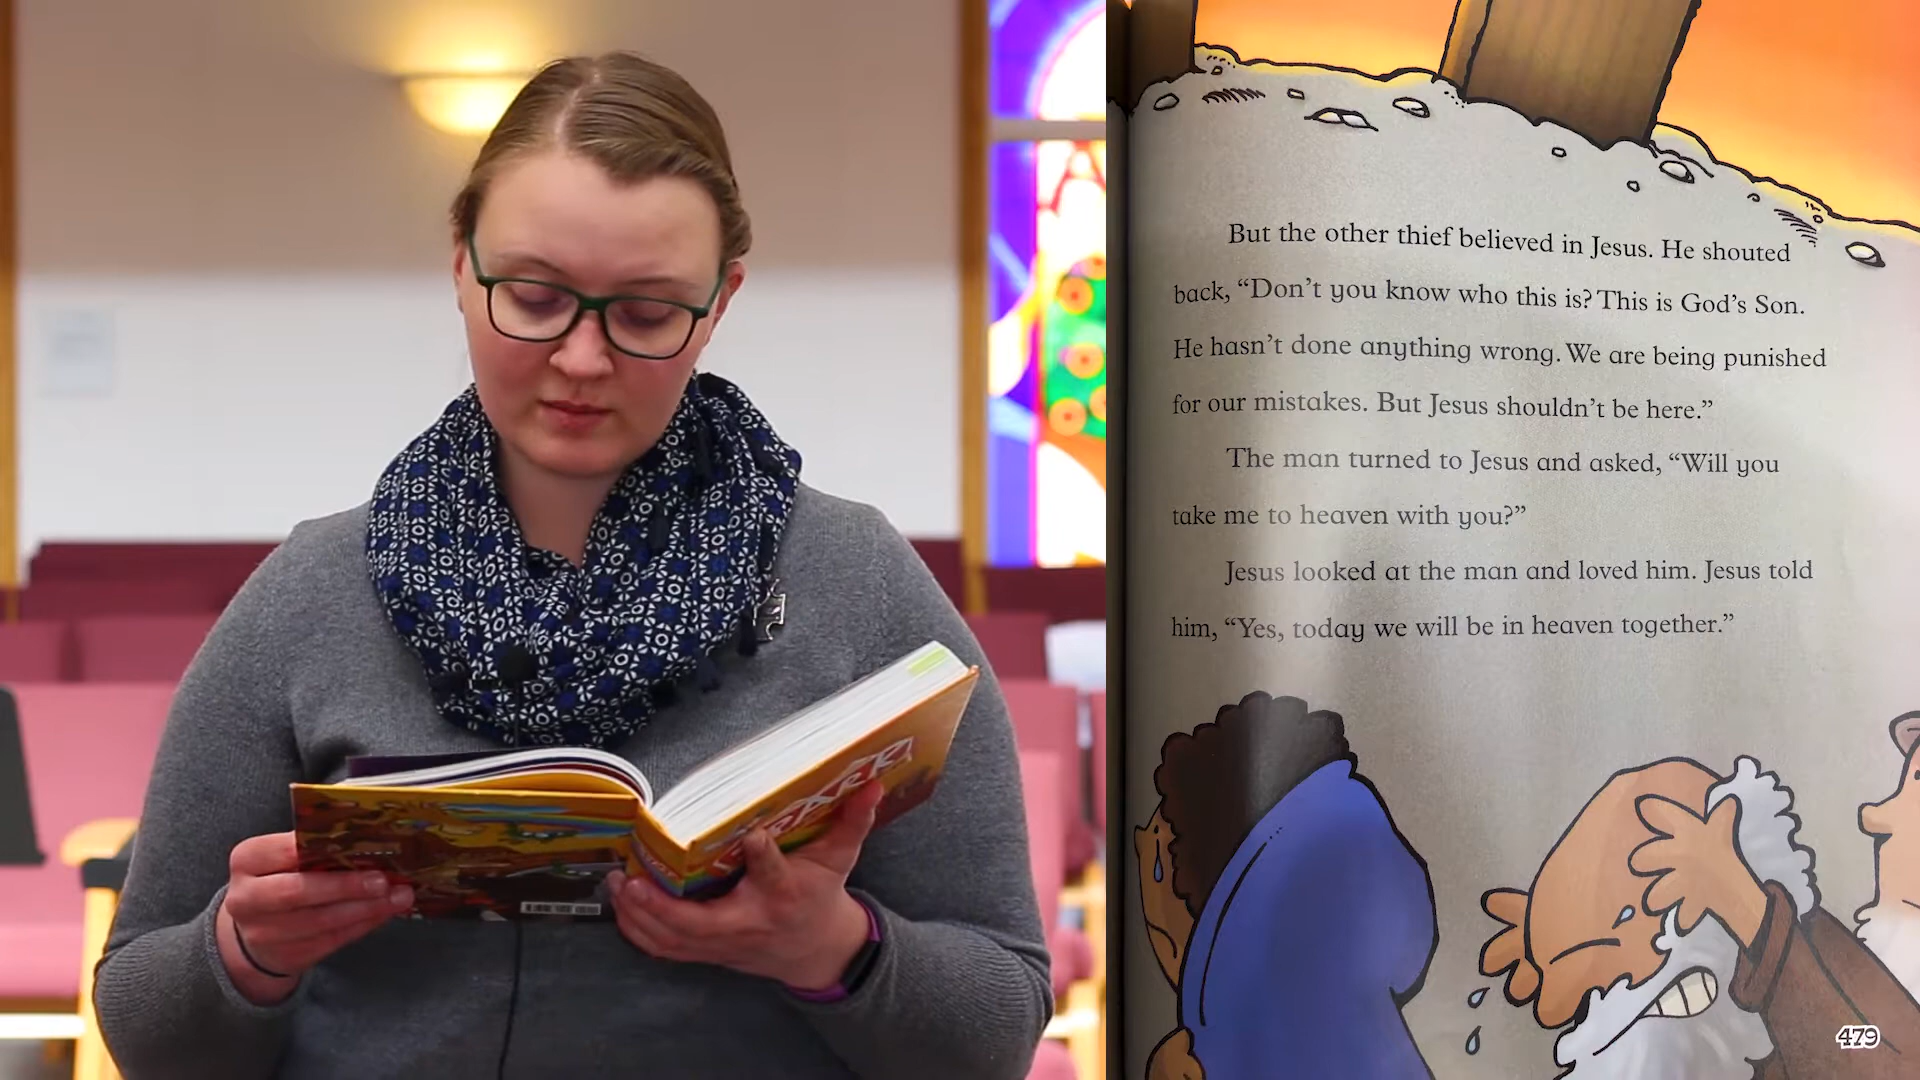 SPARK
But the other thief believed in Jesus. He shouted
back, “Don’t you know who this is? This is God’s Son.
He hasn’t done anything wrong. We are being punished
for our mistakes. But Jesus shouldn’t be here.”
The man turned to Jesus and asked, “Will you
take me to heaven with you?”
Jesus looked at the man and loved him. Jesus told
him, “Yes, today we will be in heaven together.”
479